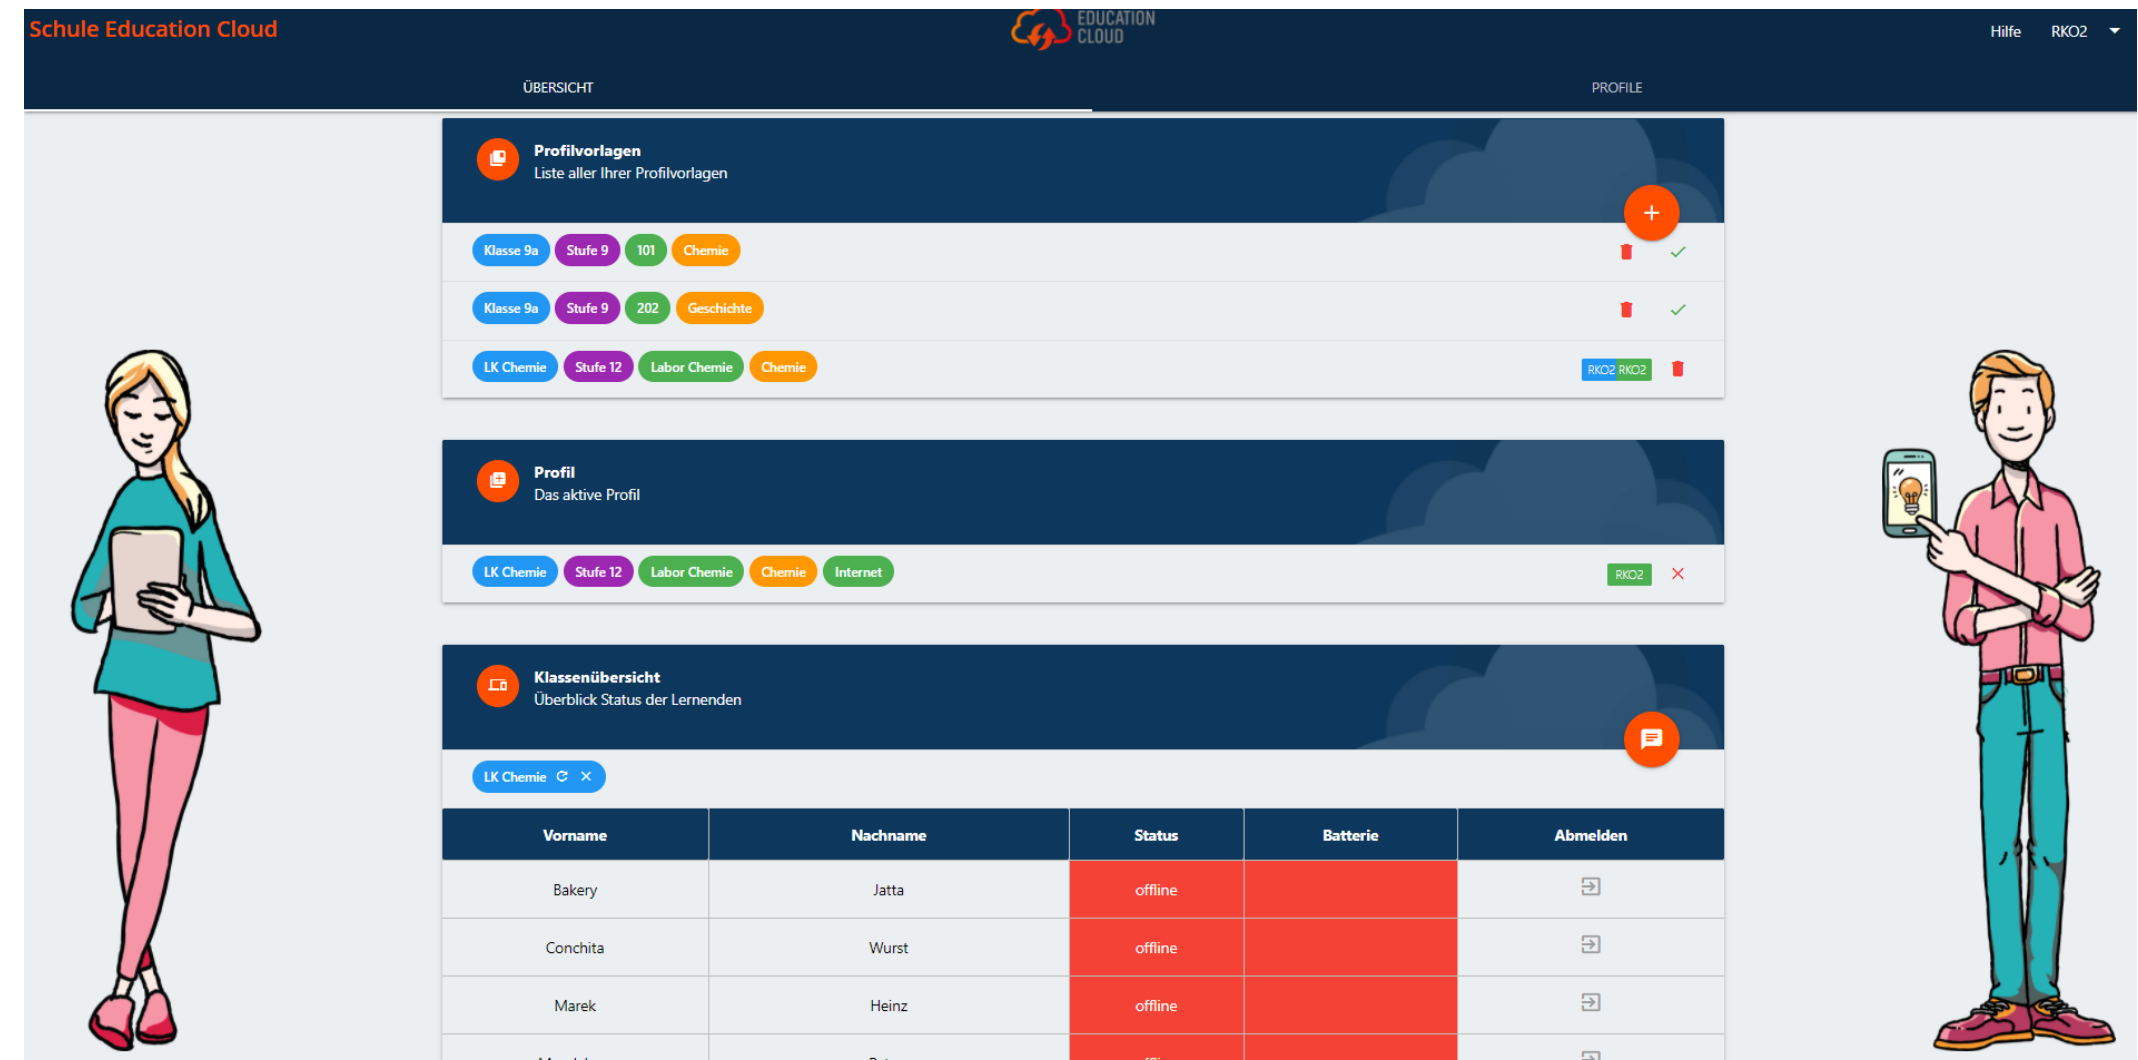 Schule Education Cloud
EDUCATION
CLOUD
Hilfe RKO2
ÜBERSICHT PROFILE
Profilvorlagen
Liste aller Ihrer Profilvorlagen
Klasse 9a Stufe 9 101 Chemie
Klasse 9a Stufe 9 202 Geschichte
LK Chemie Stufe 12 Labor Chemie Chemie RKO2 RKO2
Profil
Das aktive Profil
LK Chemie Stufe 12 Labor Chemie Chemie Internet RKO2
Klassenübersicht
Überblick Status der Lernenden
LK Chemie
Vorname Nachname Status Batterie Abmelden
Bakery Jatta offline
Conchita Wurst offline
Marek Heinz offline